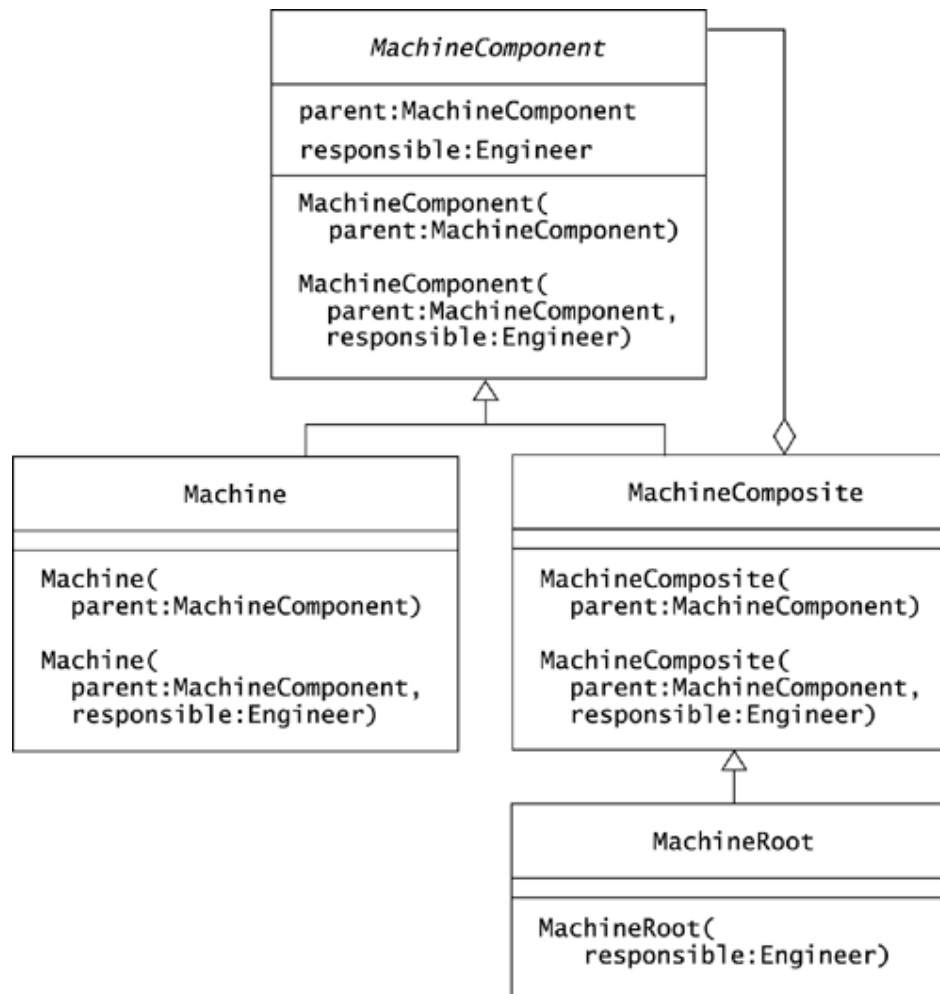 MachineComponent
parent:MachineComponent
responsible:Engineer
MachineComponent(
parent:MachineComponent)
MachineComponent(
parent:MachineComponent,
responsible:Engineer)
Machine
Machine(
parent:MachineComponent)
Machine(
parent:MachineComponent,
responsible:Engineer)
MachineComposite
MachineComposite(
parent:MachineComponent)
MachineComposite(
parent:MachineComponent,
responsible:Engineer)
MachineRoot
MachineRoot(
responsible:Engineer)